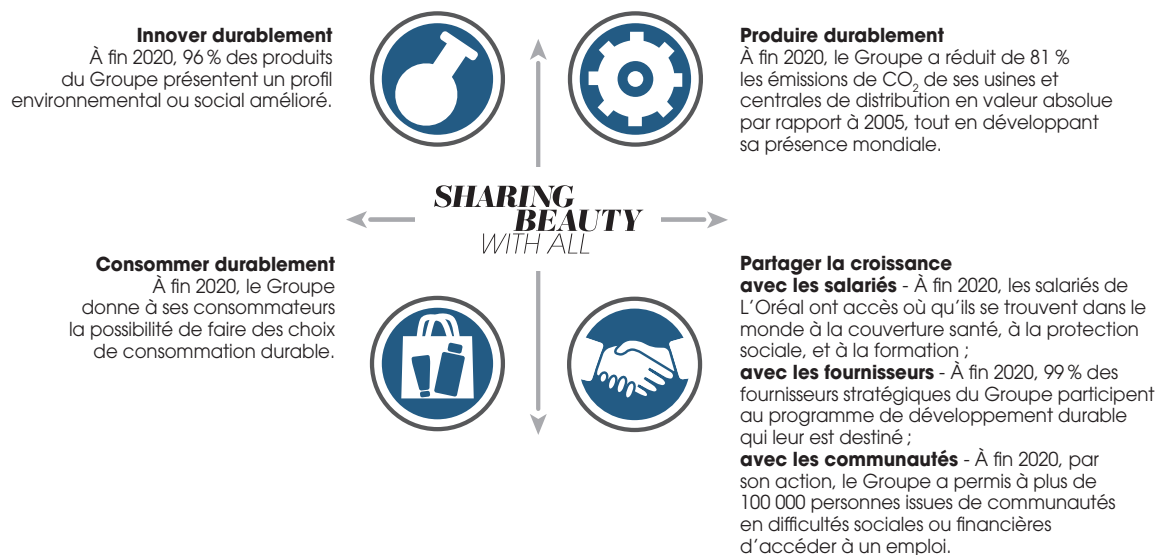 Innover durablement
À fin 2020, 96 % des produits
du Groupe présentent un profil
environnemental ou social amélioré.
Produire durablement
À fin 2020, le Groupe a réduit de 81 %
les émissions de CO2 de ses usines et
centrales de distribution en valeur absolue
par rapport à 2005, tout en développant
sa présence mondiale.
SHARING
BEAUTY
WITH ALL
Consommer durablement
À fin 2020, le Groupe
donne à ses consommateurs
la possibilité de faire des choix
de consommation durable.
Partager la croissance
avec les salariés - À fin 2020, les salariés de
L'Oréal ont accès où qu'ils se trouvent dans le
monde à la couverture santé, à la protection
sociale, et à la formation ;
avec les fournisseurs - À fin 2020, 99 % des
fournisseurs stratégiques du Groupe participent
au programme de développement durable
qui leur est destiné ;
avec les communautés - À fin 2020, par
son action, le Groupe a permis à plus de
100 000 personnes issues de communautés
en difficultés sociales ou financières
d'accéder à un emploi.